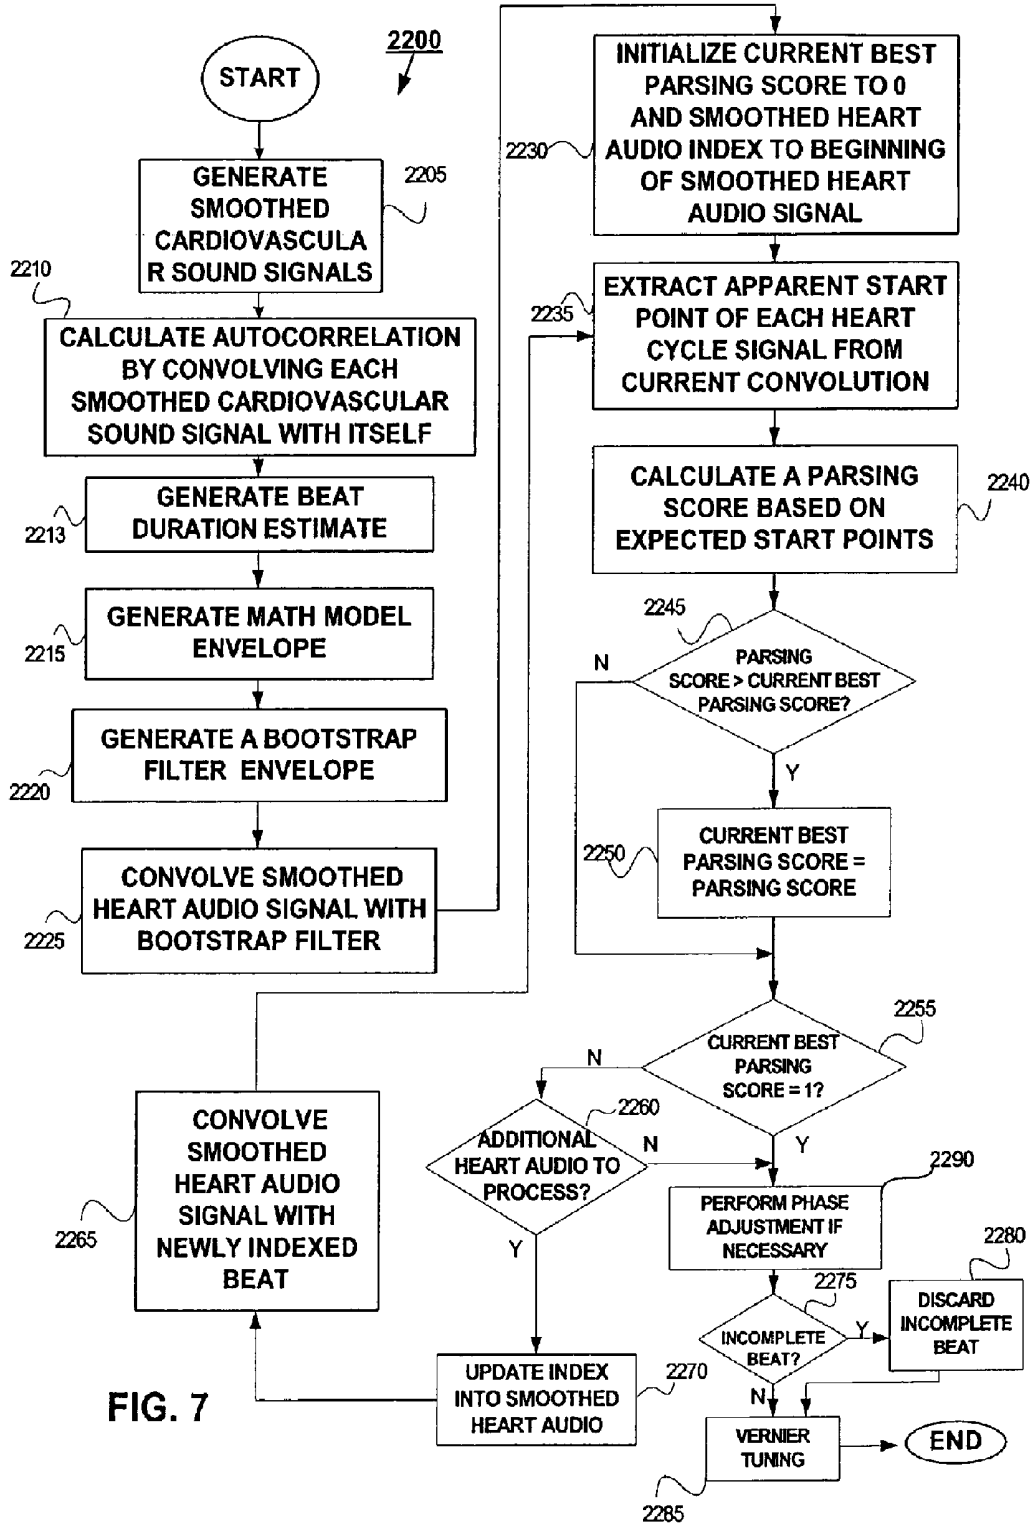 2200
START
GENERATE
SMOOTHED
CARDIOVASCULA
R SOUND SIGNALS
2205
2210
CALCULATE AUTOCORRELATION
BY CONVOLVING EACH
SMOOTHED CARDIOVASCULAR
SOUND SIGNAL WITH ITSELF
GENERATE BEAT
DURATION ESTIMATE
2213
GENERATE MATH MODEL
ENVELOPE
2215
GENERATE A BOOTSTRAP
FILTER ENVELOPE
2220
CONVOLVE SMOOTHED
HEART AUDIO SIGNAL WITH
BOOTSTRAP FILTER
2225
INITIALIZE CURRENT BEST
PARSING SCORE TO 0
AND SMOOTHED HEART
AUDIO INDEX TO BEGINNING
OF SMOOTHED HEART
AUDIO SIGNAL
2230
EXTRACT APPARENT START
POINT OF EACH HEART
CYCLE SIGNAL FROM
CURRENT CONVOLUTION
2235
CALCULATE A PARSING
SCORE BASED ON
EXPECTED START POINTS
2240
2245
PARSING
SCORE > CURRENT BEST
PARSING SCORE?
N
Y
CURRENT BEST
PARSING SCORE =
PARSING SCORE
2250
2255
CURRENT BEST
PARSING
SCORE = 1?
N
Y
2260
ADDITIONAL
HEART AUDIO TO
PROCESS?
N
Y
CONVOLVE
SMOOTHED
HEART AUDIO
SIGNAL WITH
NEWLY INDEXED
BEAT
2265
UPDATE INDEX
INTO SMOOTHED
HEART AUDIO
2270
2290
PERFORM PHASE
ADJUSTMENT IF
NECESSARY
2275
INCOMPLETE
BEAT?
Y
N
2280
DISCARD
INCOMPLETE
BEAT
VERNIER
TUNING
2285
END
FIG. 7